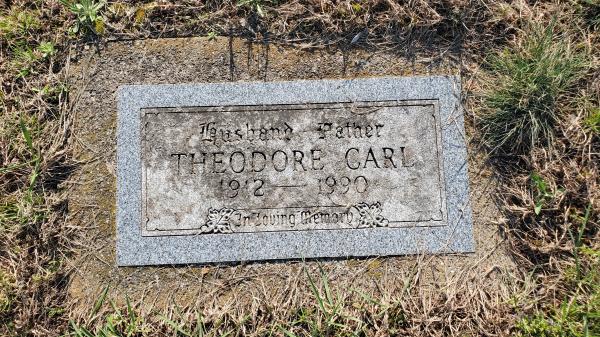 Husband - Father
THEODORE CARL
1912 — 1990
In Loving Memory